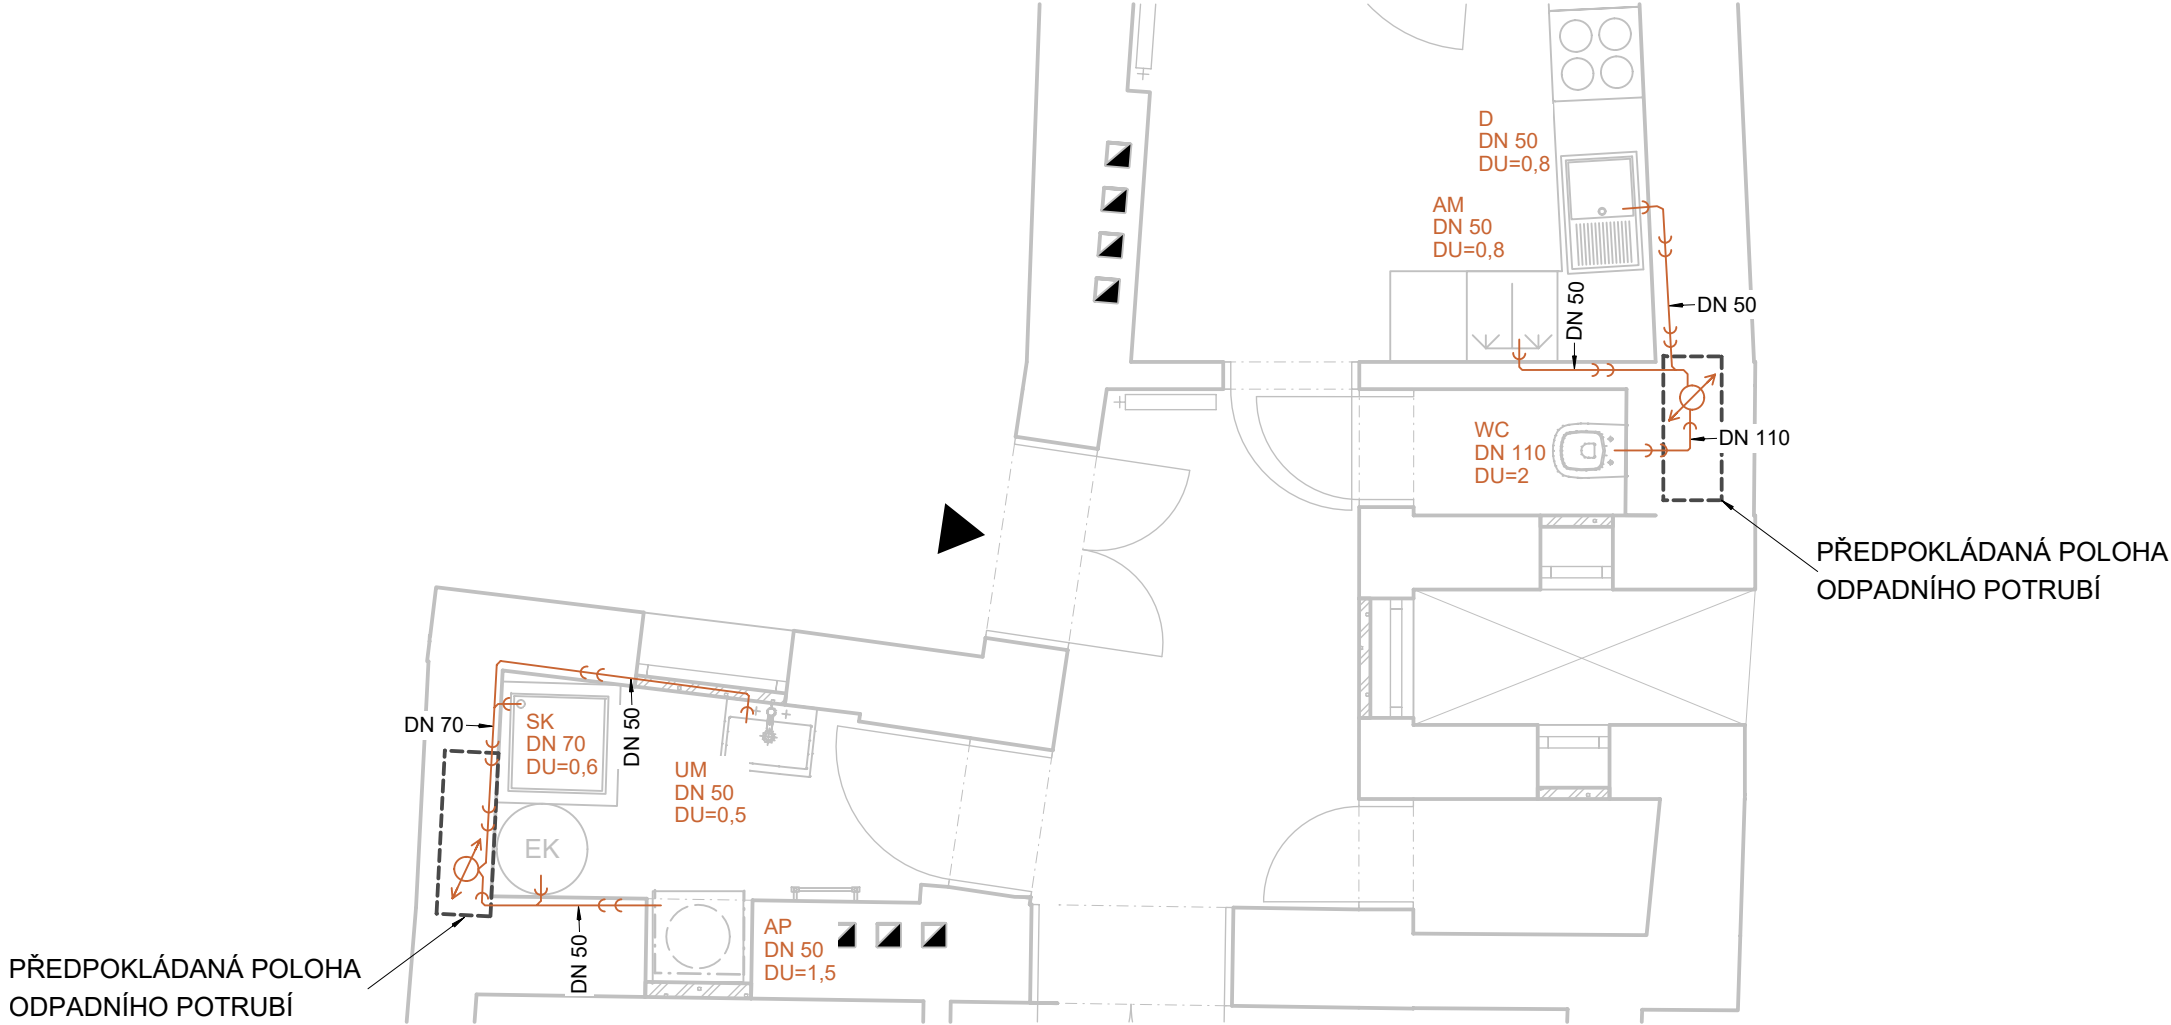 D
DN 50
DU=0,8
AM
DN 50
DU=0,8
DN 50
DN 50
WC
DN 110
DU=2
DN 110
PŘEDPOKLÁDANÁ POLOHA
ODPADNÍHO POTRUBÍ
DN 70
SK
DN 70
DU=0,6
DN 50
UM
DN 50
DU=0,5
EK
AP
DN 50
DU=1,5
DN 50
PŘEDPOKLÁDANÁ POLOHA
ODPADNÍHO POTRUBÍ